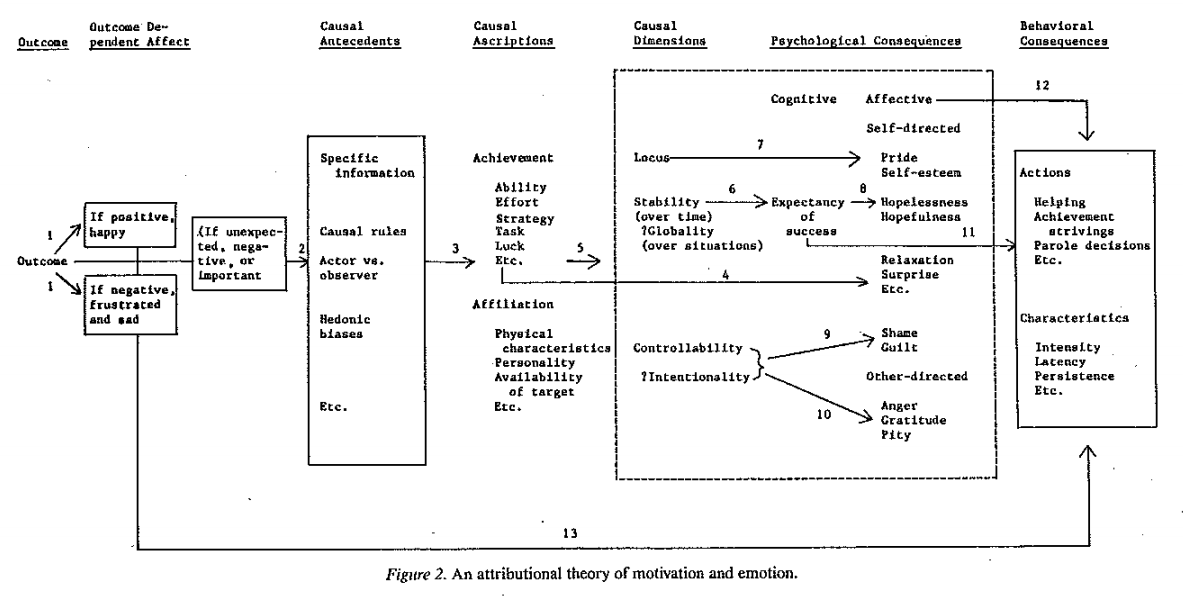 Outcome
Outcome De-
pendent Affect
Causal
Antecedents
Causal
Ascriptions
Causal
Dimensions
Psychological Consequences
Behavioral
Consequences
Outcome
1
1
If positive,
happy
If negative,
frustrated
and sad
(If unexpec-
ted, nega-
tive, or
important
2
Specific
information
Causal rules
Actor vs.
observer
Hedonic
biases
Etc.
3
Achievement
Ability
Effort
Strategy
Task
Luck
Etc.
5
4
Affiliation
Physical
characteristics
Personality
Availability
of target
Etc.
Cognitive
Affective
12
Self-directed
Locus
7
Pride
Self-esteem
Stability
(over time)
?Globality
(over situations)
6
Expectancy
of
success
8
Hopelessness
Hopefulness
11
Relaxation
Surprise
Etc.
Controllability
?Intentionality
9
Shame
Guilt
Other-directed
10
Anger
Gratitude
Pity
Actions
Helping
Achievement
strivings
Parole decisions
Etc.
Characteristics
Intensity
Latency
Persistence
Etc.
13
Figure 2. An attributional theory of motivation and emotion.